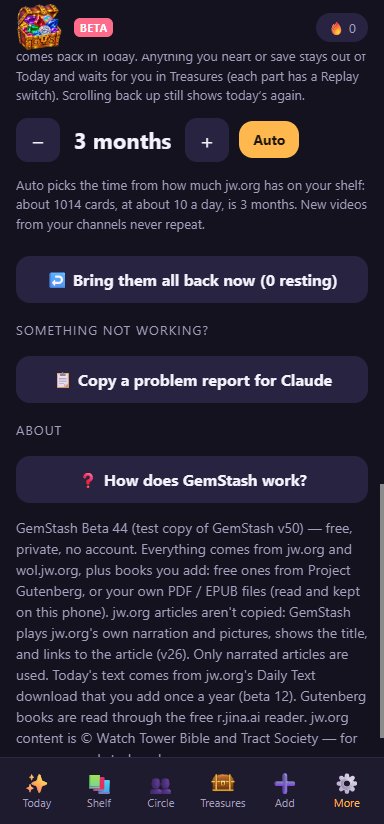 BETA
0
comes back in Today. Anything you heart or save stays out of
Today and waits for you in Treasures (each part has a Replay
switch). Scrolling back up still shows today's again.
− 3 months + Auto
Auto picks the time from how much jw.org has on your shelf:
about 1014 cards, at about 10 a day, is 3 months. New videos
from your channels never repeat.
Bring them all back now (0 resting)
SOMETHING NOT WORKING?
Copy a problem report for Claude
ABOUT
How does GemStash work?
GemStash Beta 44 (test copy of GemStash v50) — free,
private, no account. Everything comes from jw.org and
wol.jw.org, plus books you add: free ones from Project
Gutenberg, or your own PDF / EPUB files (read and kept
on this phone). jw.org articles aren't copied: GemStash
plays jw.org's own narration and pictures, shows the title,
and links to the article (v26). Only narrated articles are
used. Today's text comes from jw.org's Daily Text
download that you add once a year (beta 12). Gutenberg
books are read through the free r.jina.ai reader. jw.org
content is © Watch Tower Bible and Tract Society — for
Today Shelf Circle Treasures Add More